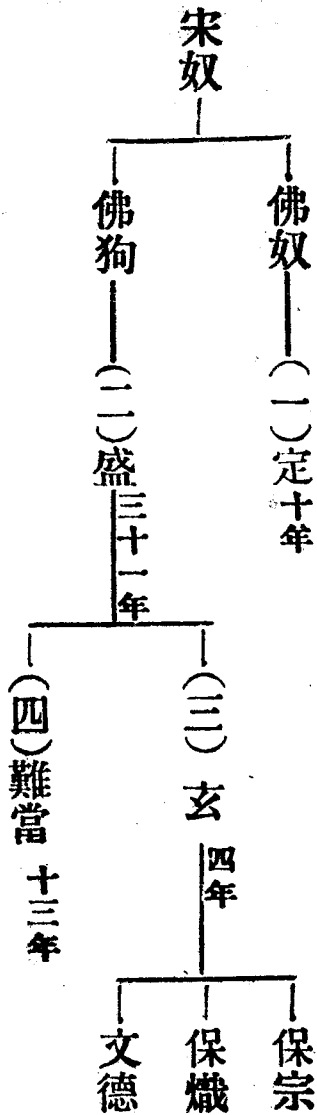 宋奴
佛奴
(一)定 十年
佛狗
(二)盛 三十一年
(三)玄 四年
保宗
保熾
文德
(四)難當 十三年